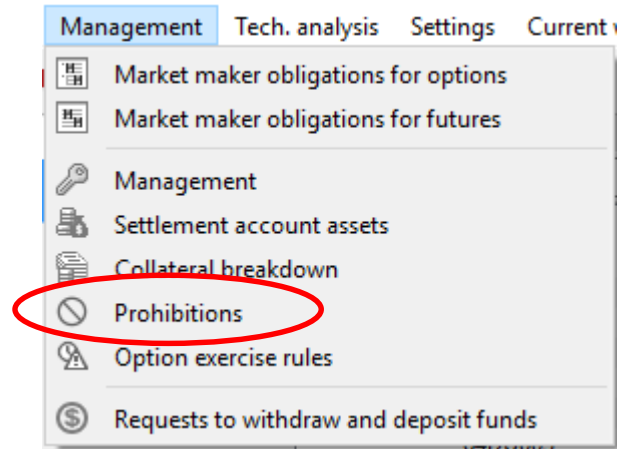 Management Tech. analysis Settings Current
Market maker obligations for options
Market maker obligations for futures
Management
Settlement account assets
Collateral breakdown
Prohibitions
Option exercise rules
Requests to withdraw and deposit funds